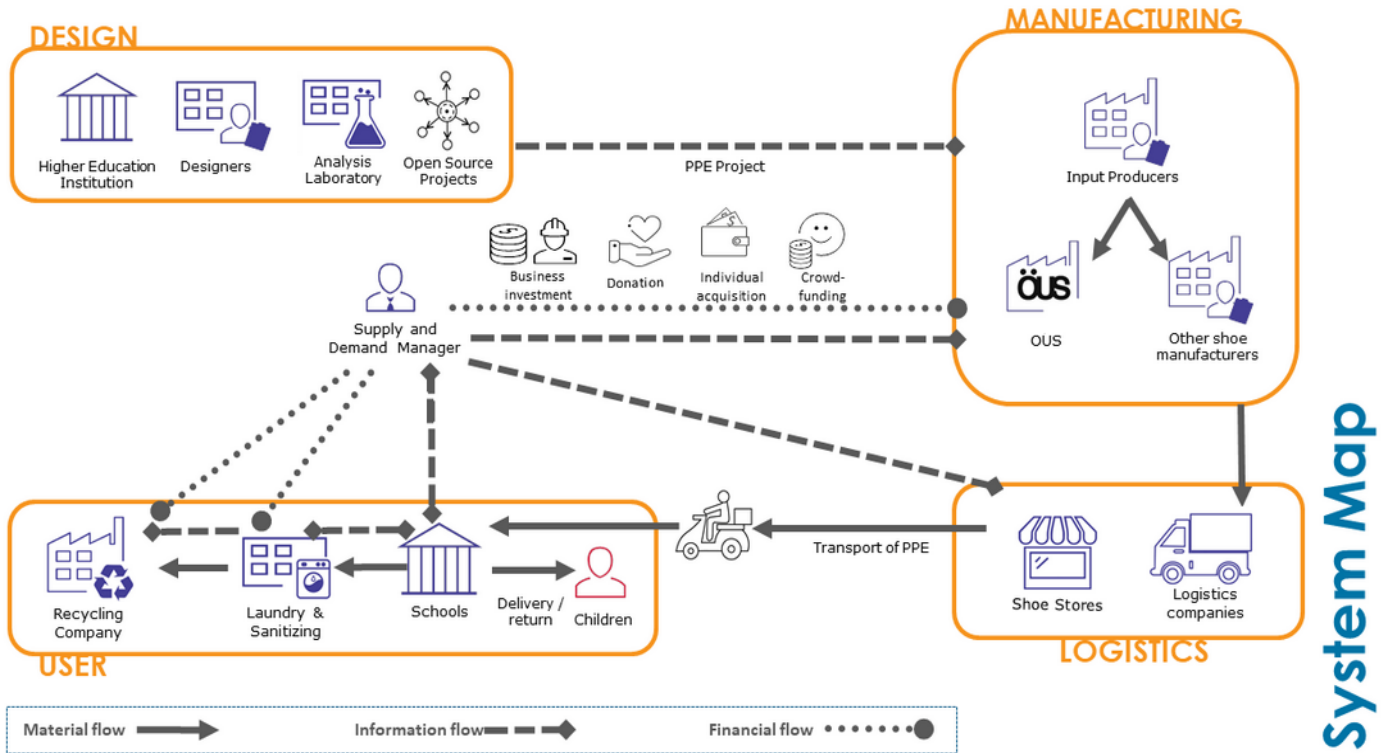 DESIGN
Higher Education
Institution
Designers
Analysis
Laboratory
Open Source
Projects
PPE Project
MANUFACTURING
Input Producers
öus
OUS
Other shoe
manufacturers
Business
investment
Donation
Individual
acquisition
Crowd-
funding
Supply and
Demand Manager
Recycling
Company
Laundry &
Sanitizing
Schools
Delivery /
return
Children
USER
Transport of PPE
Shoe Stores
Logistics
companies
LOGISTICS
System Map
Material flow
Information flow
Financial flow